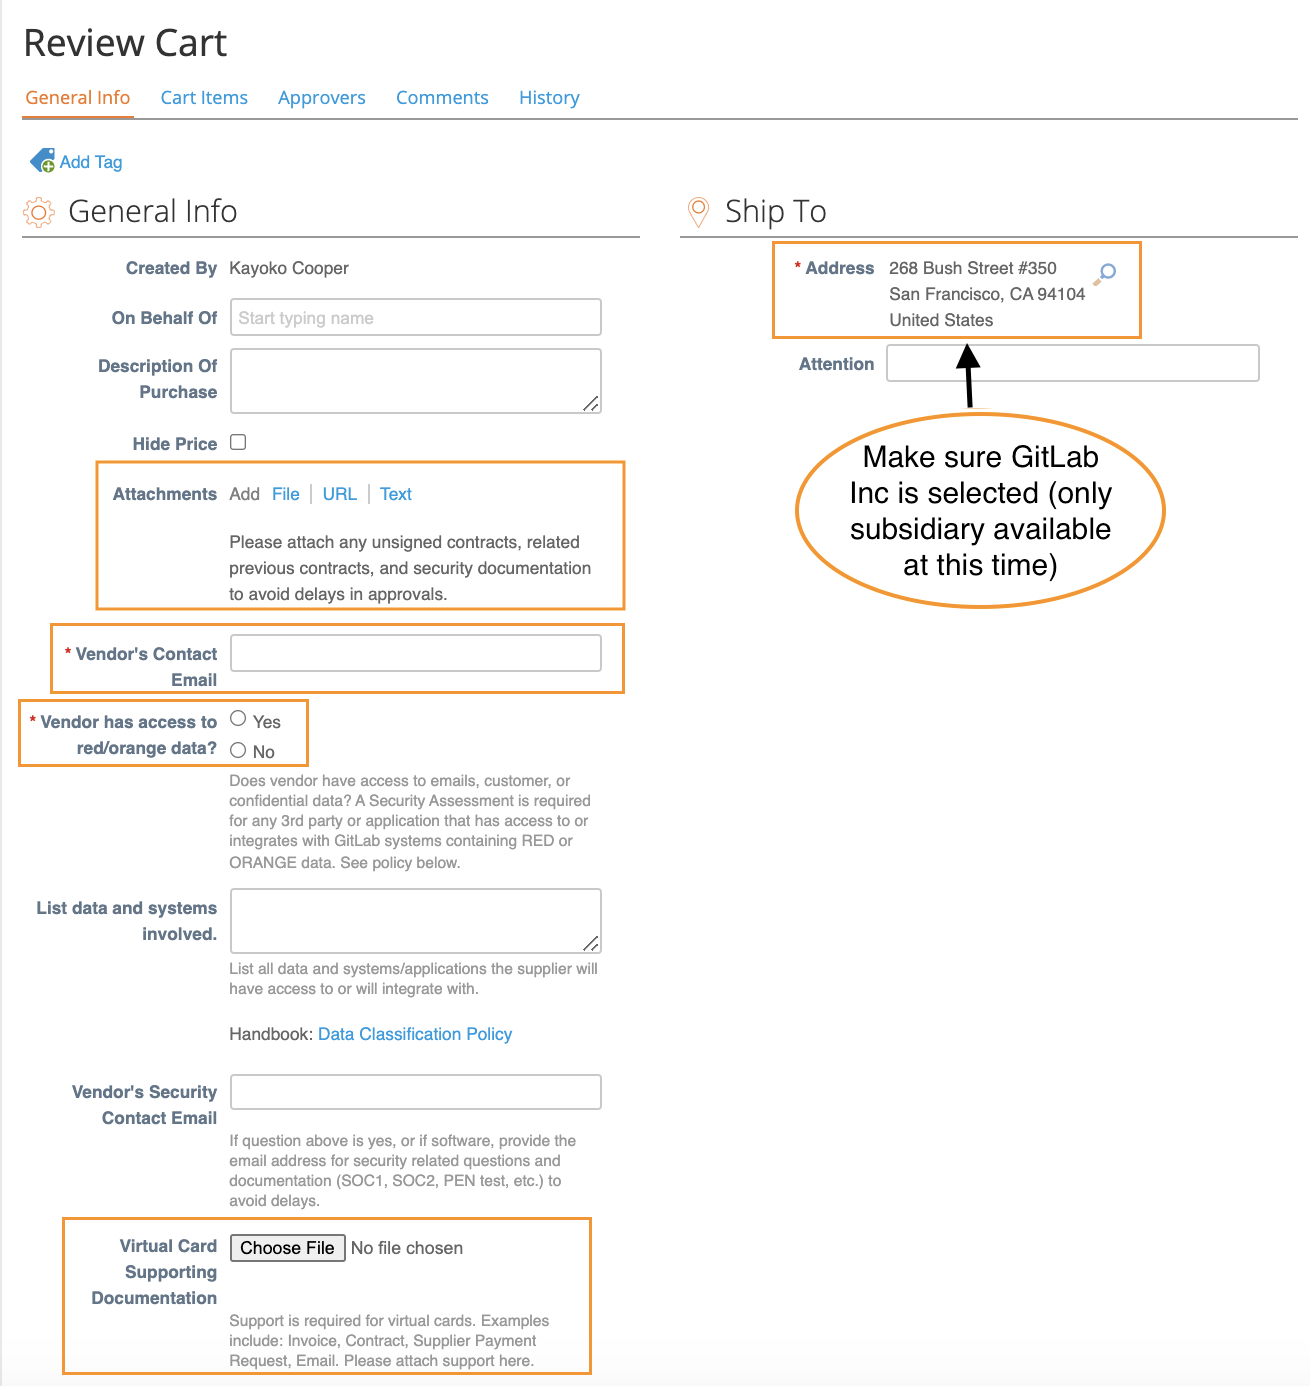 Review Cart
General Info Cart Items Approvers Comments History
Add Tag
General Info
Created By Kayoko Cooper
On Behalf Of Start typing name
Description Of
Purchase
Hide Price
Attachments Add File URL Text
Please attach any unsigned contracts, related
previous contracts, and security documentation
to avoid delays in approvals.
* Vendor's Contact
Email
* Vendor has access to
red/orange data?
Yes
No
Does vendor have access to emails, customer, or
confidential data? A Security Assessment is required
for any 3rd party or application that has access to or
integrates with GitLab systems containing RED or
ORANGE data. See policy below.
List data and systems
involved.
List all data and systems/applications the supplier will
have access to or will integrate with.
Handbook: Data Classification Policy
Vendor's Security
Contact Email
If question above is yes, or if software, provide the
email address for security related questions and
documentation (SOC1, SOC2, PEN test, etc.) to
avoid delays.
Virtual Card
Supporting
Documentation
Choose File No file chosen
Support is required for virtual cards. Examples
include: Invoice, Contract, Supplier Payment
Request, Email. Please attach support here.
Ship To
* Address 268 Bush Street #350
San Francisco, CA 94104
United States
Attention
Make sure GitLab
Inc is selected (only
subsidiary available
at this time)